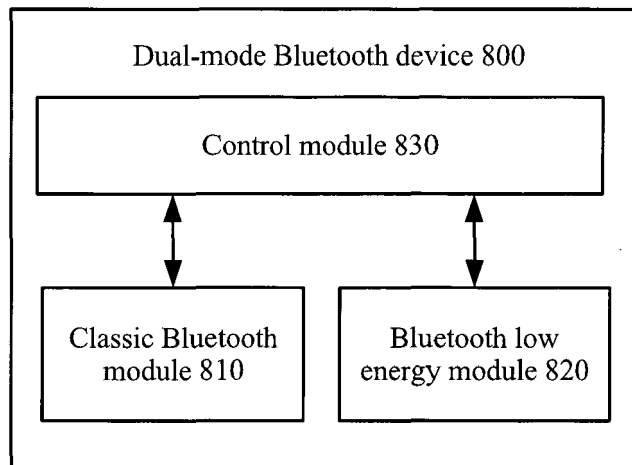 Dual-mode Bluetooth device 800
Control module 830
Classic Bluetooth
module 810
Bluetooth low
energy module 820